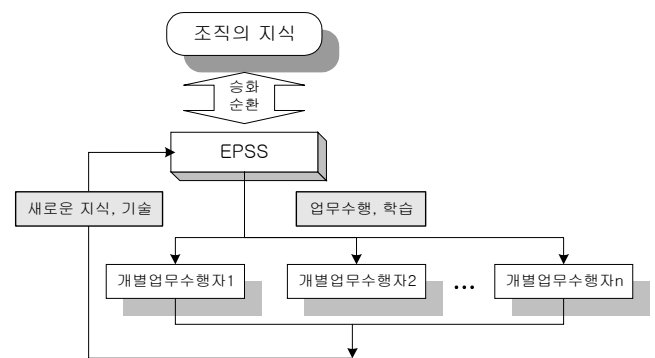 조직의 지식
승화
순환
EPSS
새로운 지식, 기술
업무수행, 학습
개별업무수행자1
개별업무수행자2
...
개별업무수행자n